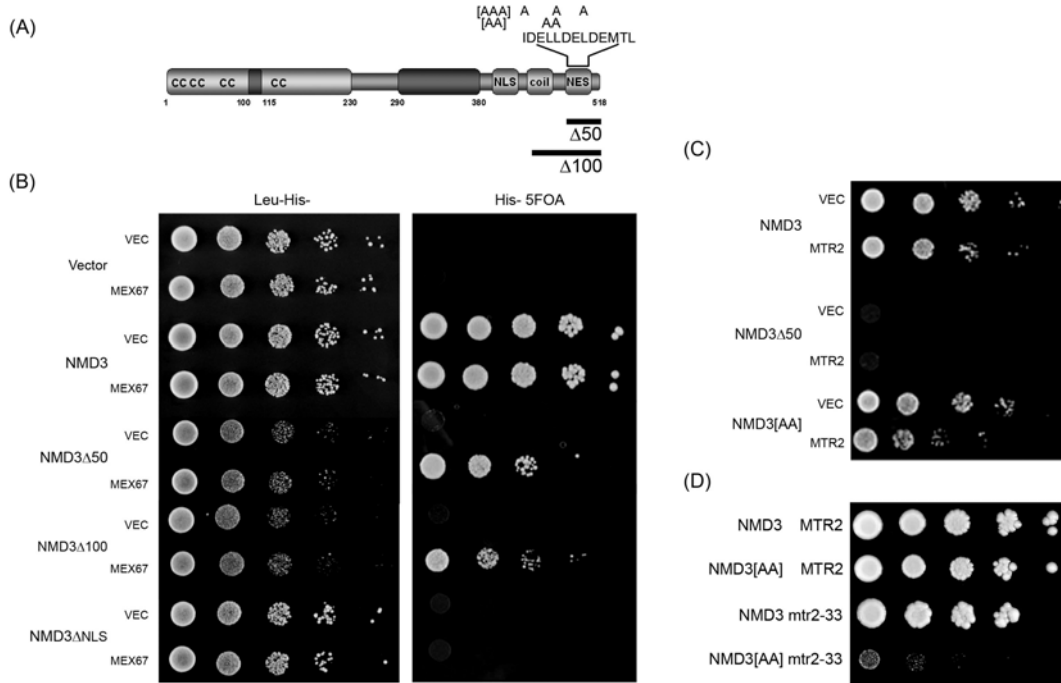 (A)
[AAA] A A A
[AA] AA
IDELLDELDEMTL
CC CC CC CC NLS coil NES
1 100 115 230 290 380 518
Δ50
Δ100
(B)
Leu-His- His- 5FOA
Vector
VEC
MEX67
NMD3
VEC
MEX67
NMD3Δ50
VEC
MEX67
NMD3Δ100
VEC
MEX67
NMD3ΔNLS
VEC
MEX67
(C)
NMD3
VEC
MTR2
NMD3Δ50
VEC
MTR2
NMD3[AA]
VEC
MTR2
(D)
NMD3 MTR2
NMD3[AA] MTR2
NMD3 mtr2-33
NMD3[AA] mtr2-33